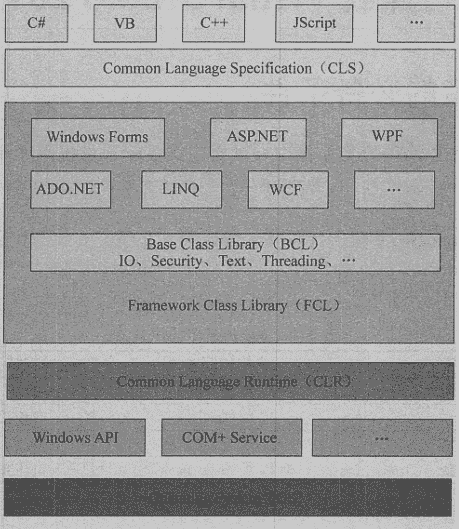 C#
VB
C++
JScript
…
Common Language Specification（CLS）
Windows Forms
ASP.NET
WPF
ADO.NET
LINQ
WCF
…
Base Class Library（BCL）
IO、Security、Text、Threading、…
Framework Class Library（FCL）
Common Language Runtime（CLR）
Windows API
COM+ Service
…